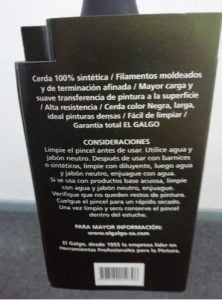 Cerda 100% sintética / Filamentos moldeados
y de terminación afinada / Mayor carga y
suave transferencia de pintura a la superficie
/ Alta resistencia / Cerda color Negra, larga,
ideal pinturas densas / Fácil de limpiar /
Garantía total EL GALGO
CONSIDERACIONES
Limpie el pincel antes de usar. Utilice agua y
jabón neutro. Después de usar con barnices
o sintéticos, limpie con diluyente, luego agua
y jabón neutro, enjuague con agua.
Si se usa con productos base acuosa, limpie
con agua y jabón neutro, enjuague.
Verifique que no queden restos de pintura.
Cuelgue el pincel para un rápido secado.
Una vez limpio y seco conserve el pincel
dentro del estuche.
PARA MAYOR INFORMACIÓN:
www.elgalgo-sa.com
El Galgo, desde 1955 la empresa líder en
Herramientas Profesionales para la Pintura.